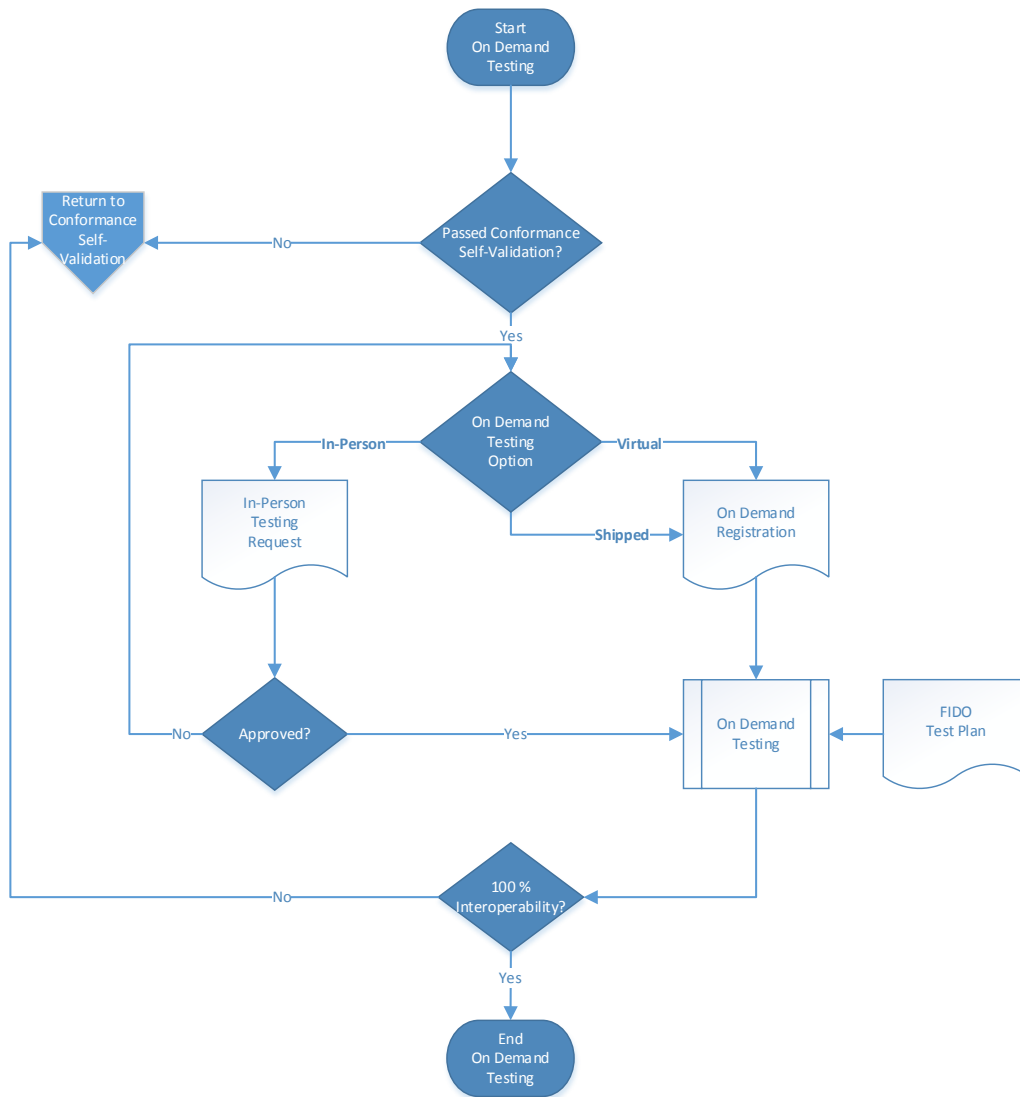 Start
On Demand
Testing
Return to
Conformance
Self-
Validation
No
Passed Conformance
Self-Validation?
Yes
On Demand
Testing
Option
In-Person
Virtual
Shipped
In-Person
Testing
Request
On Demand
Registration
No
Approved?
Yes
On Demand
Testing
FIDO
Test Plan
No
100 %
Interoperability?
Yes
End
On Demand
Testing